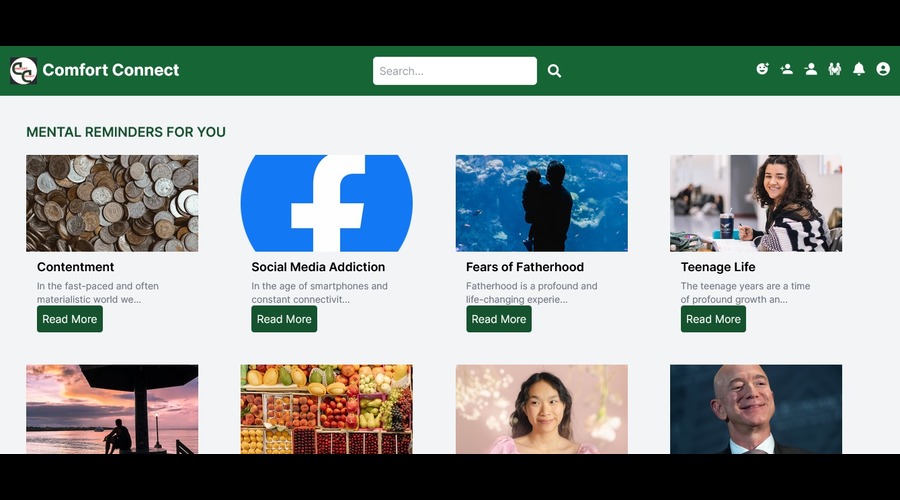 Comfort Connect
Search...
MENTAL REMINDERS FOR YOU
Contentment
In the fast-paced and often
materialistic world we...
Read More
Social Media Addiction
In the age of smartphones and
constant connectivit...
Read More
Fears of Fatherhood
Fatherhood is a profound and
life-changing experie...
Read More
Teenage Life
The teenage years are a time
of profound growth an...
Read More